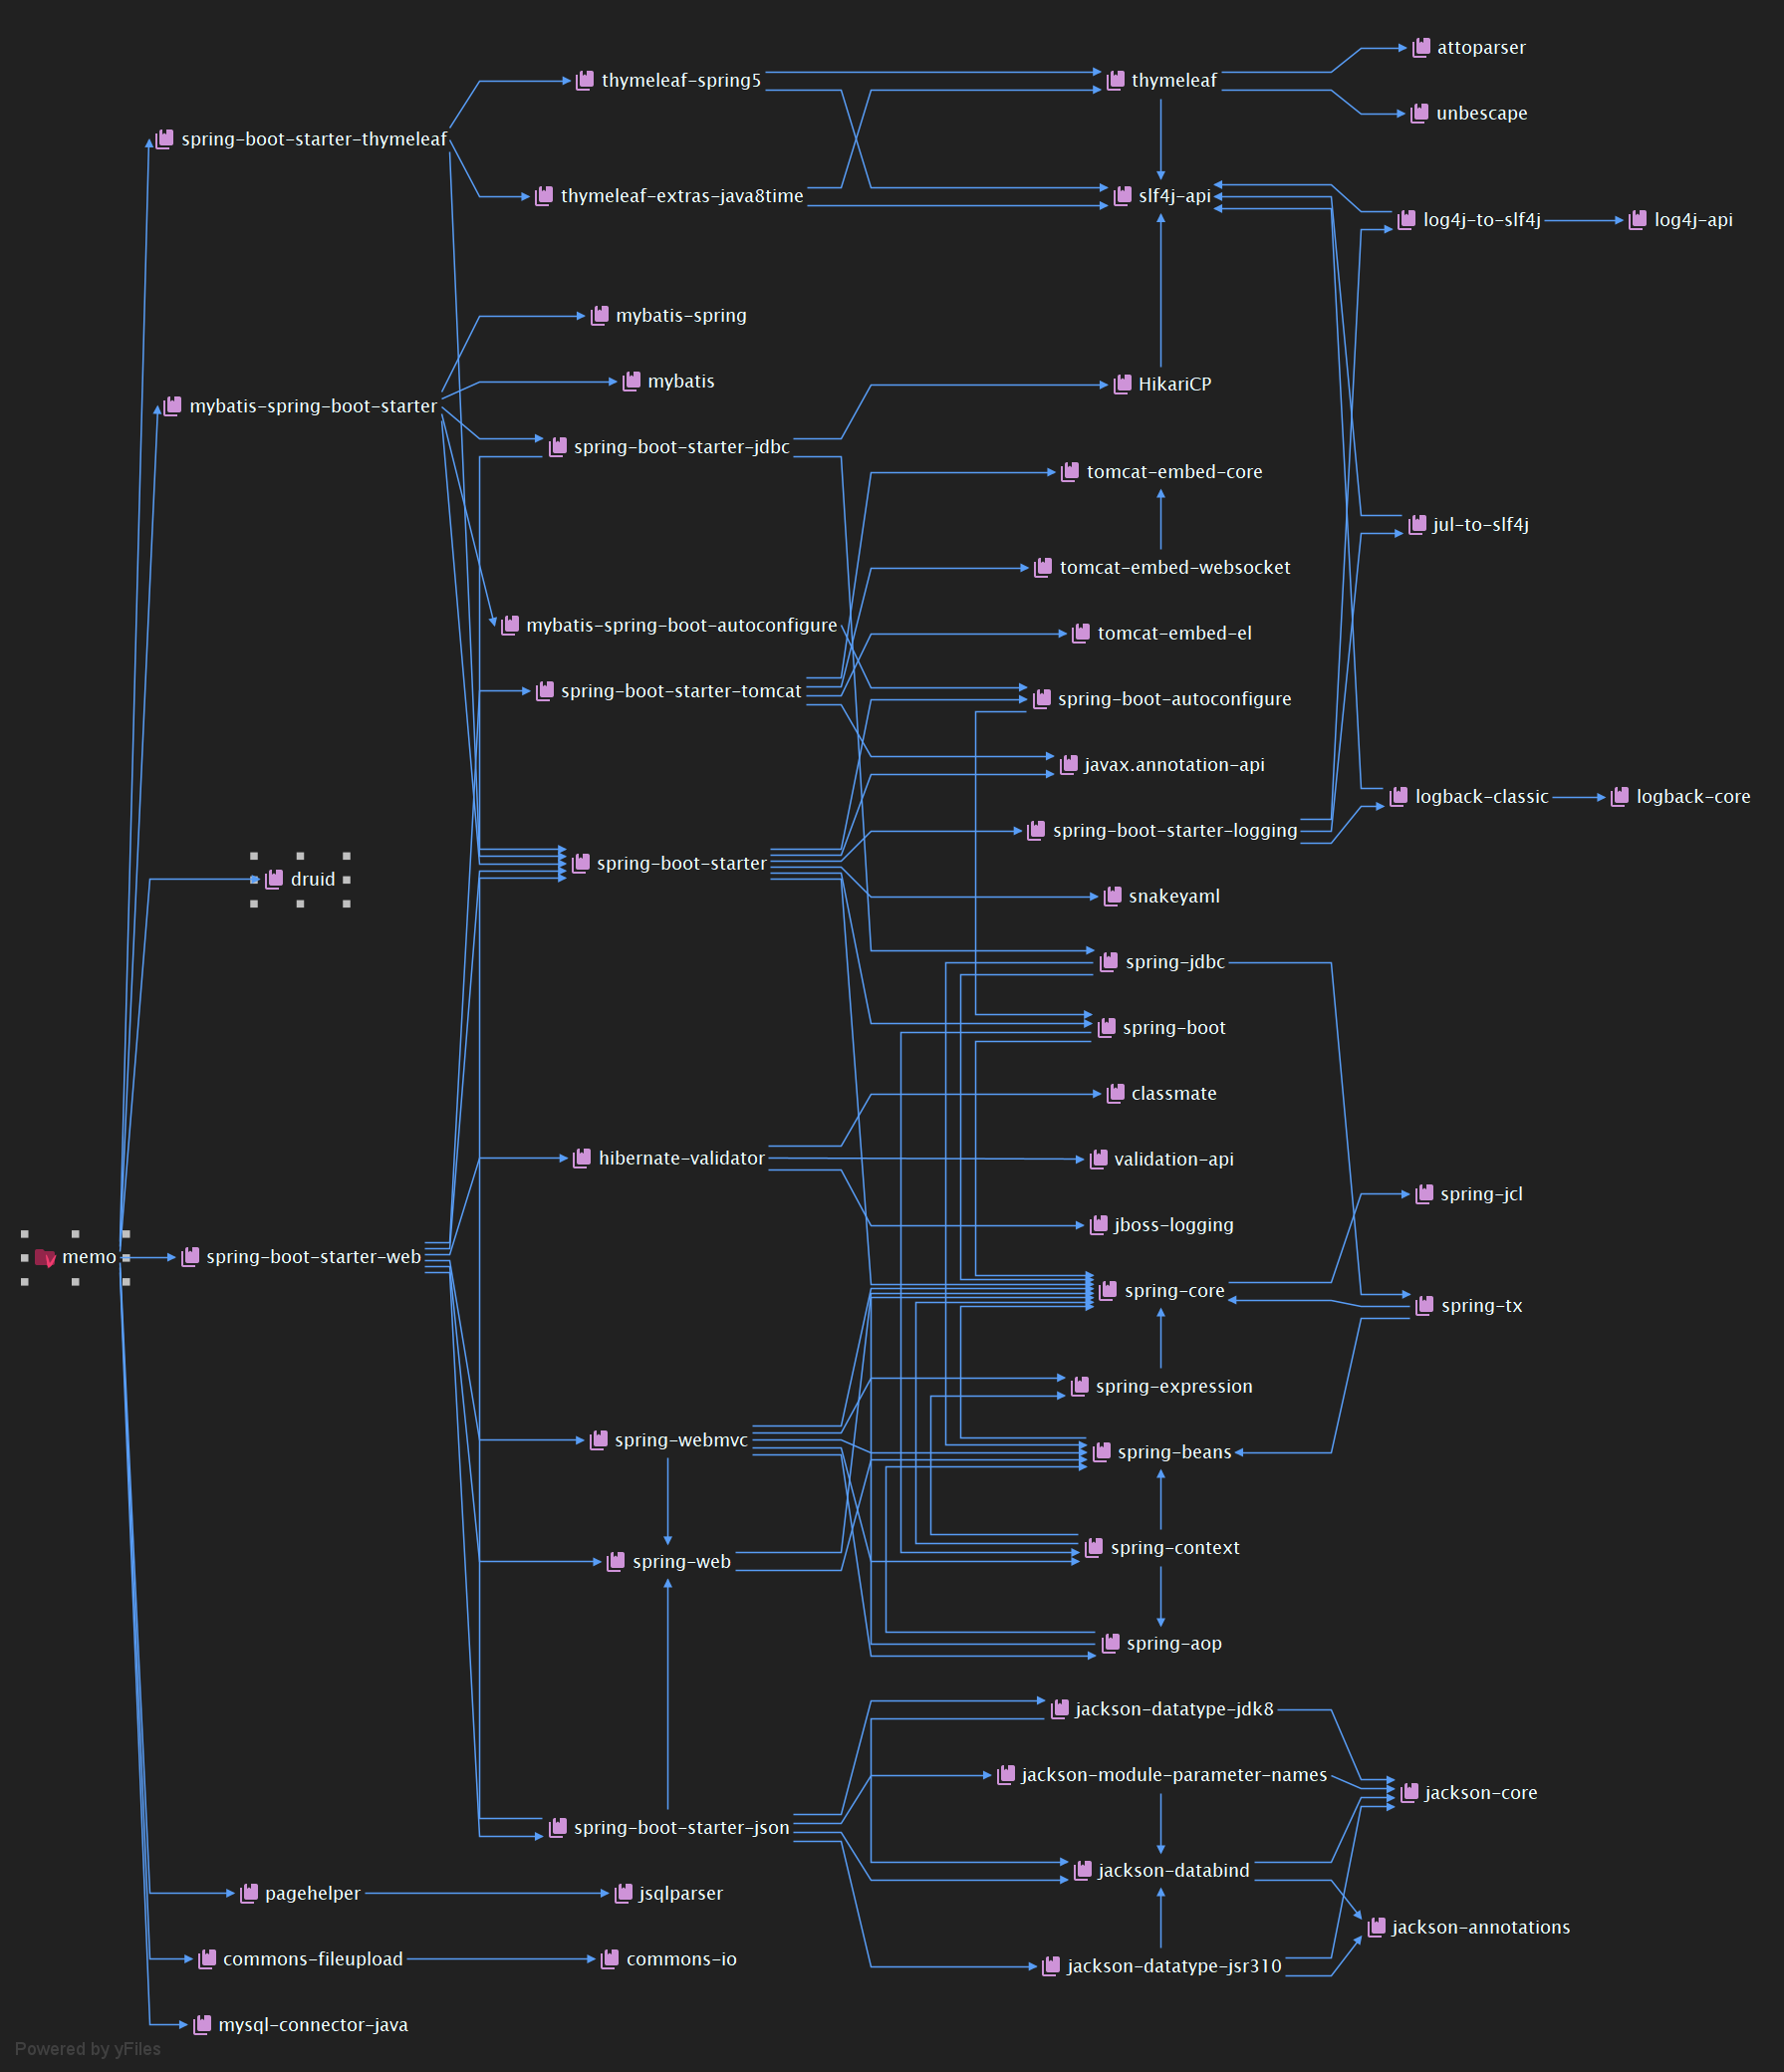 attoparser
thymeleaf-spring5
thymeleaf
unbescape
spring-boot-starter-thymeleaf
thymeleaf-extras-java8time
slf4j-api
log4j-to-slf4j
log4j-api
mybatis-spring
mybatis
HikariCP
mybatis-spring-boot-starter
spring-boot-starter-jdbc
tomcat-embed-core
jul-to-slf4j
tomcat-embed-websocket
mybatis-spring-boot-autoconfigure
tomcat-embed-el
spring-boot-starter-tomcat
spring-boot-autoconfigure
javax.annotation-api
logback-classic
logback-core
spring-boot-starter-logging
spring-boot-starter
druid
snakeyaml
spring-jdbc
spring-boot
classmate
hibernate-validator
validation-api
spring-jcl
jboss-logging
memo
spring-boot-starter-web
spring-core
spring-tx
spring-expression
spring-webmvc
spring-beans
spring-context
spring-web
spring-aop
jackson-datatype-jdk8
jackson-module-parameter-names
jackson-core
spring-boot-starter-json
jackson-databind
pagehelper
jsqlparser
jackson-annotations
commons-fileupload
commons-io
jackson-datatype-jsr310
mysql-connector-java
Powered by yFiles